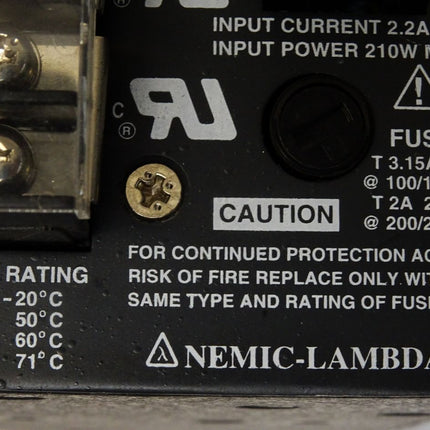 INPUT CURRENT 2.2A
INPUT POWER 210W M
C
®
FUS
T 3.15A
@ 100/1
T 2A 2
@ 200/2
CAUTION
FOR CONTINUED PROTECTION AG
RISK OF FIRE REPLACE ONLY WIT
SAME TYPE AND RATING OF FUS
RATING
-20°C
50°C
60°C
71°C
NEMIC-LAMBDA